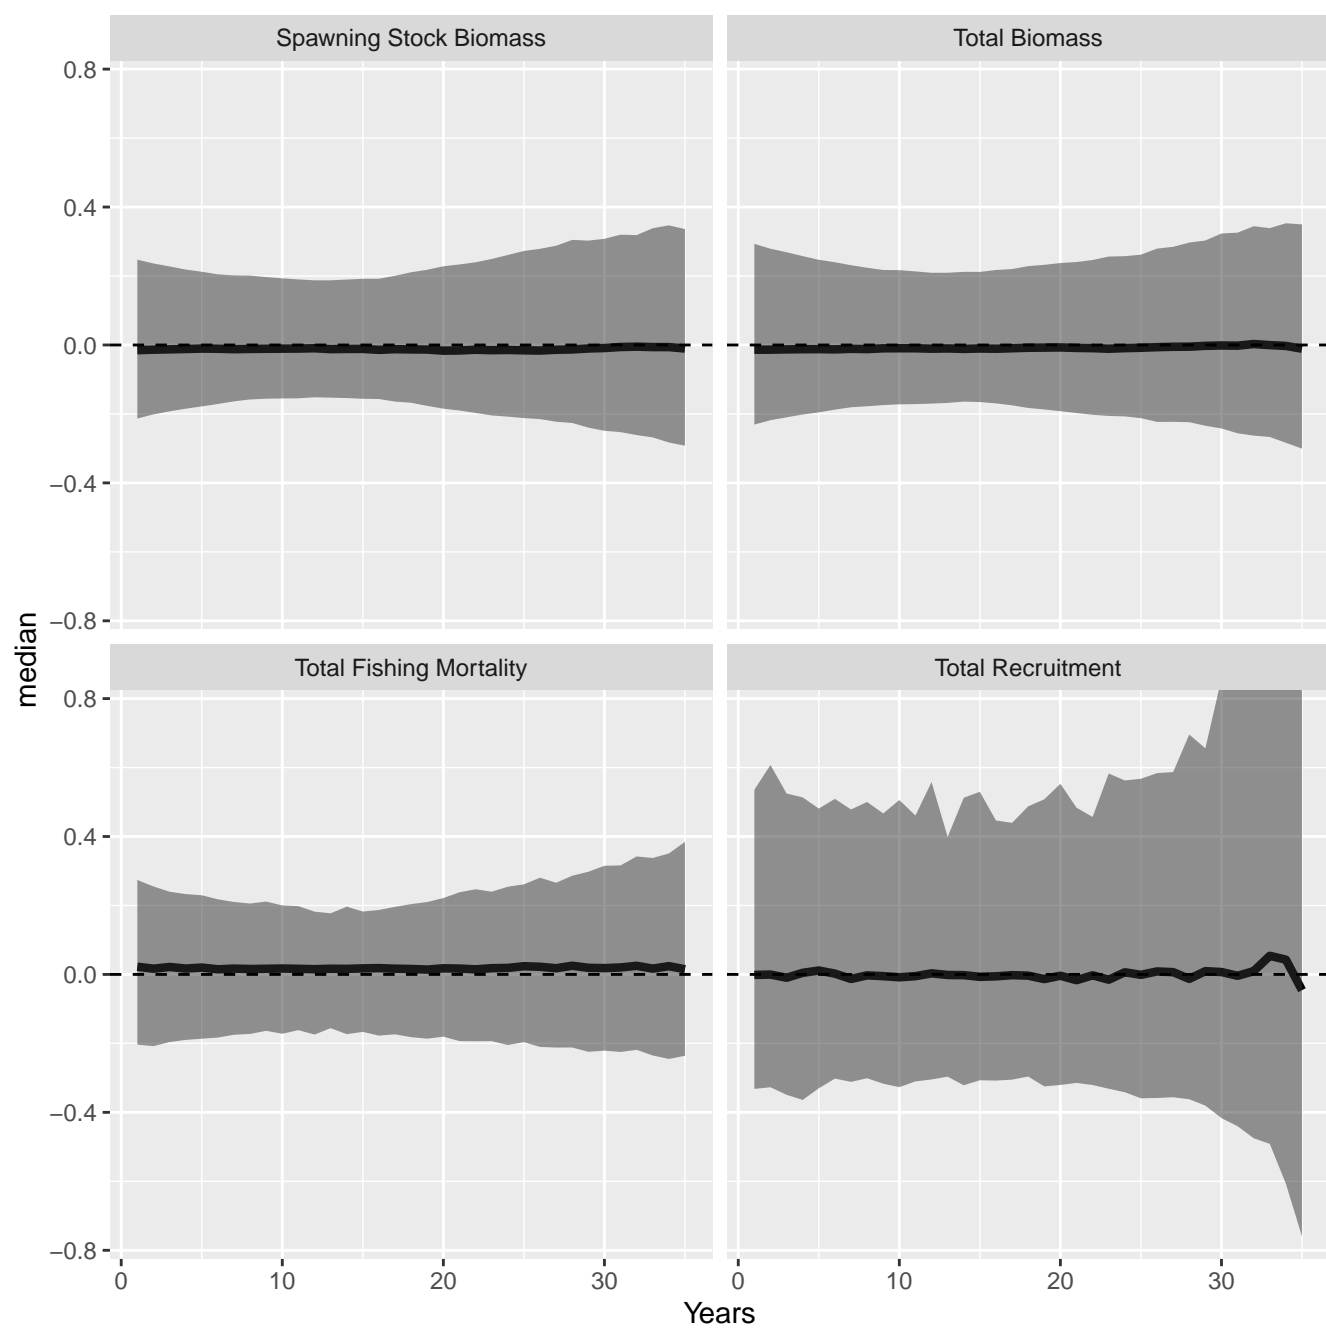 Spawning Stock Biomass
Total Biomass
0.8
0.4
0.0
−0.4
−0.8
median
Total Fishing Mortality
Total Recruitment
0.8
0.4
0.0
−0.4
−0.8
0 10 20 30
0 10 20 30
Years